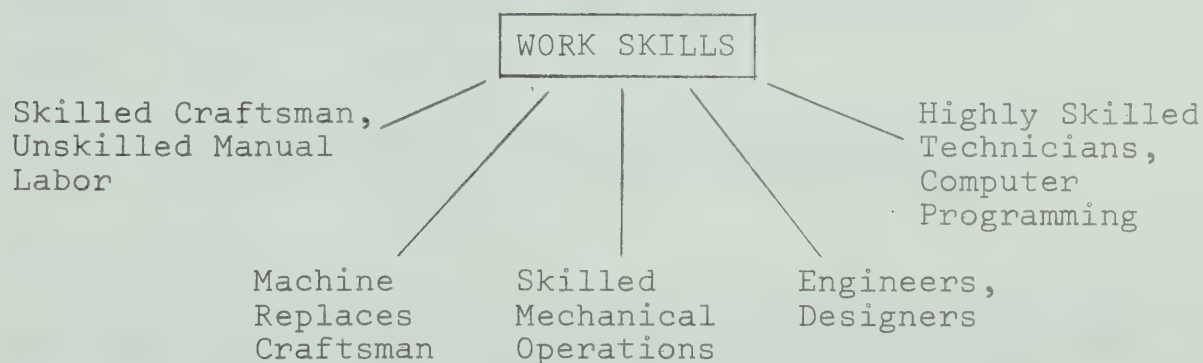 WORK SKILLS
Skilled Craftsman,
Unskilled Manual
Labor
Machine
Replaces
Craftsman
Skilled
Mechanical
Operations
Engineers,
Designers
Highly Skilled
Technicians,
Computer
Programming